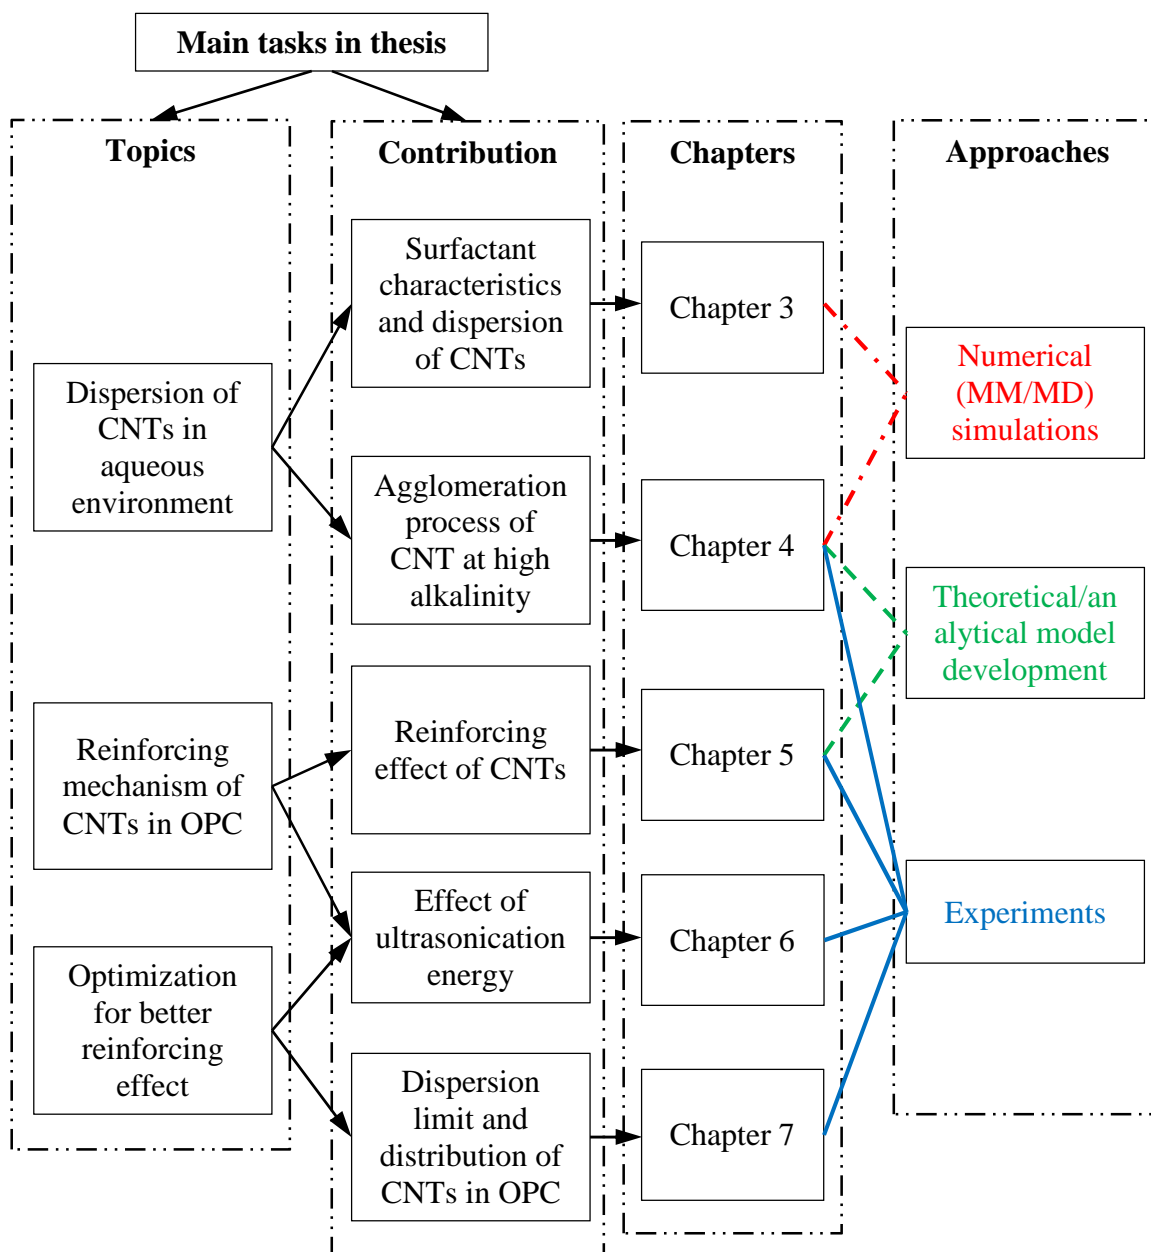 Main tasks in thesis
Topics
Contribution
Chapters
Approaches
Dispersion of
CNTs in
aqueous
environment
Reinforcing
mechanism of
CNTs in OPC
Optimization
for better
reinforcing
effect
Surfactant
characteristics
and dispersion
of CNTs
Agglomeration
process of
CNT at high
alkalinity
Reinforcing
effect of CNTs
Effect of
ultrasonication
energy
Dispersion
limit and
distribution of
CNTs in OPC
Chapter 3
Chapter 4
Chapter 5
Chapter 6
Chapter 7
Numerical
(MM/MD)
simulations
Theoretical/an
alytical model
development
Experiments